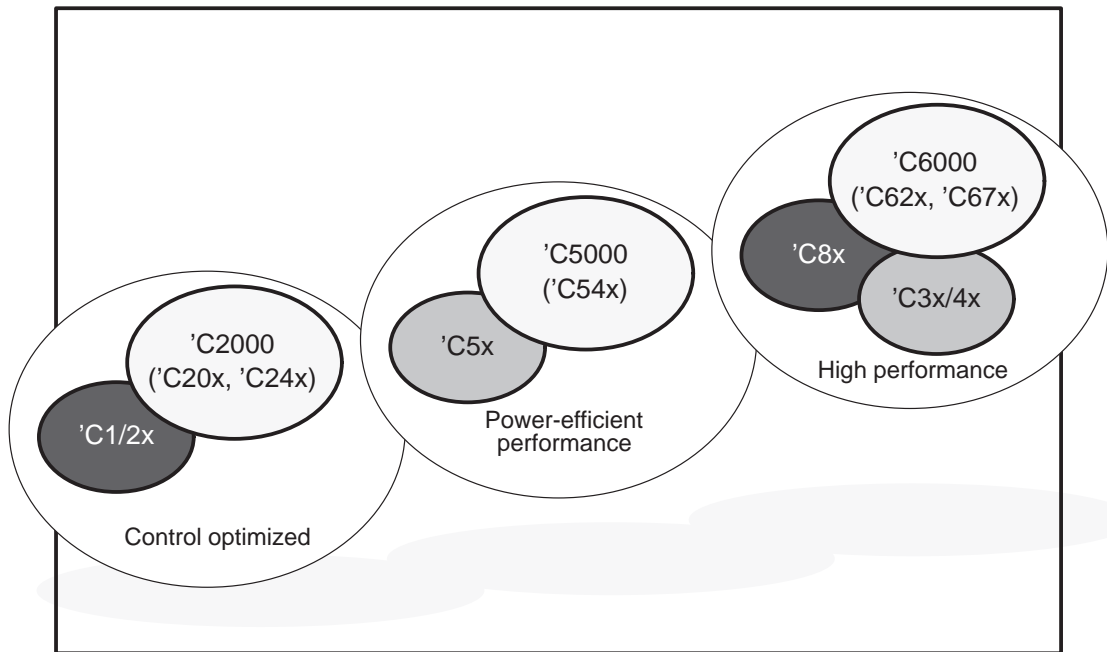 ’C6000
(’C62x, ’C67x)
’C8x
’C3x/4x
High performance
’C5000
(’C54x)
’C5x
Power-efficient
performance
’C2000
(’C20x, ’C24x)
’C1/2x
Control optimized